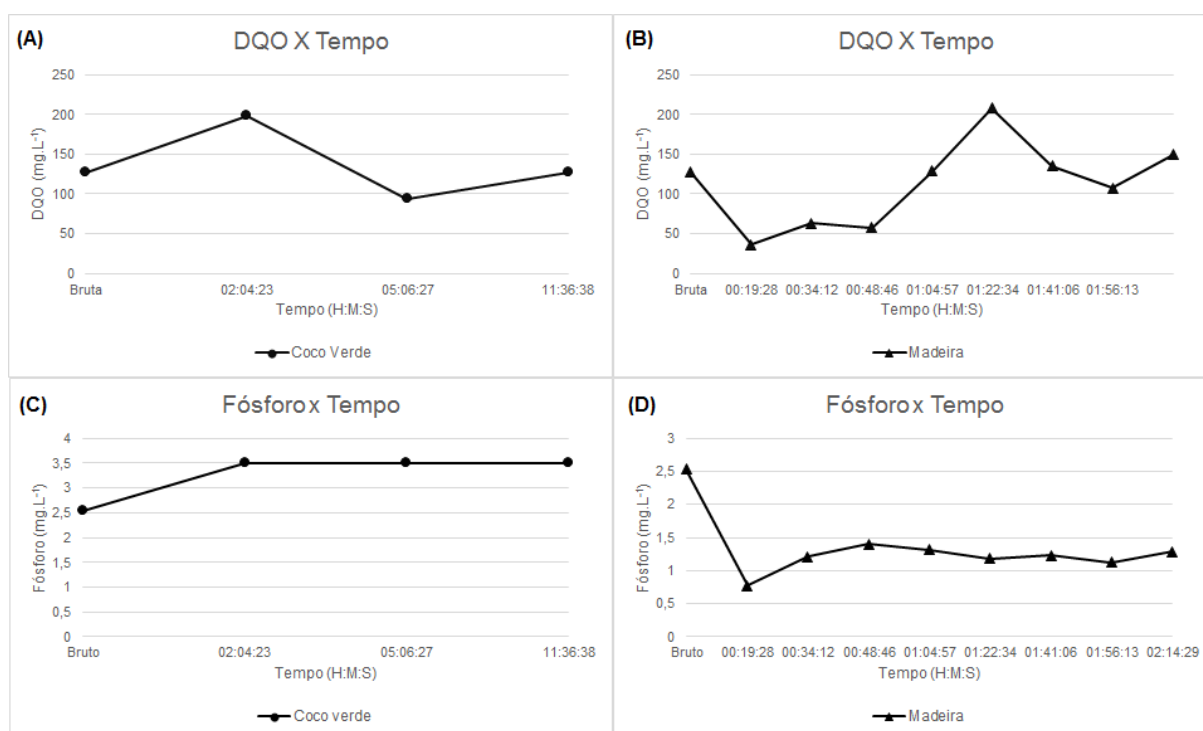 (A)
DQO X Tempo
250
200
150
100
50
0
DQO (mg.L⁻¹)
Bruta 02:04:23 05:06:27 11:36:38
Tempo (H:M:S)
Coco Verde
(B)
DQO X Tempo
250
200
150
100
50
0
DQO (mg.L⁻¹)
Bruta 00:19:28 00:34:12 00:48:46 01:04:57 01:22:34 01:41:06 01:56:13
Tempo (H:M:S)
Madeira
(C)
Fósforo x Tempo
4
3,5
3
2,5
2
1,5
1
0,5
0
Fósforo (mg.L⁻¹)
Bruto 02:04:23 05:06:27 11:36:38
Tempo (H:M:S)
Coco verde
(D)
Fósforo x Tempo
3
2,5
2
1,5
1
0,5
0
Fósforo (mg.L⁻¹)
Bruto 00:19:28 00:34:12 00:48:46 01:04:57 01:22:34 01:41:06 01:56:13 02:14:29
Tempo (H:M:S)
Madeira